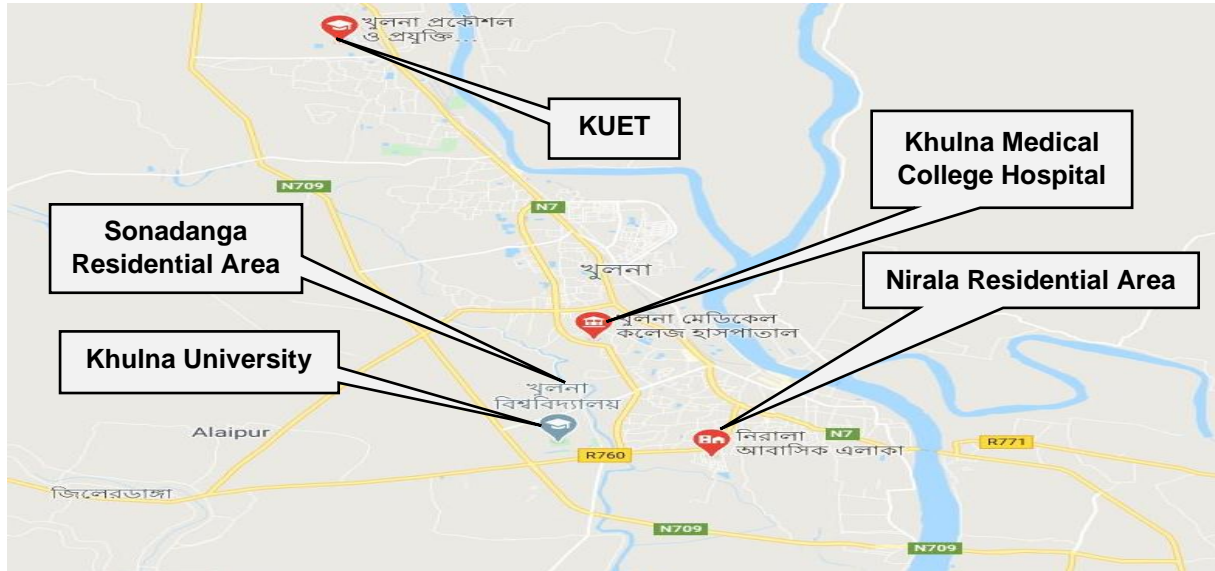 খুলনা প্রকৌশল
ও প্রযুক্তি...
KUET
Khulna Medical
College Hospital
N709
N7
Sonadanga
Residential Area
খুলনা
Nirala Residential Area
খুলনা মেডিকেল
কলেজ হাসপাতাল
Khulna University
খুলনা
বিশ্ববিদ্যালয়
Alaipur
নিরালা
আবাসিক এলাকা
N7
R771
R760
জিলেরডাঙ্গা
N709
N709